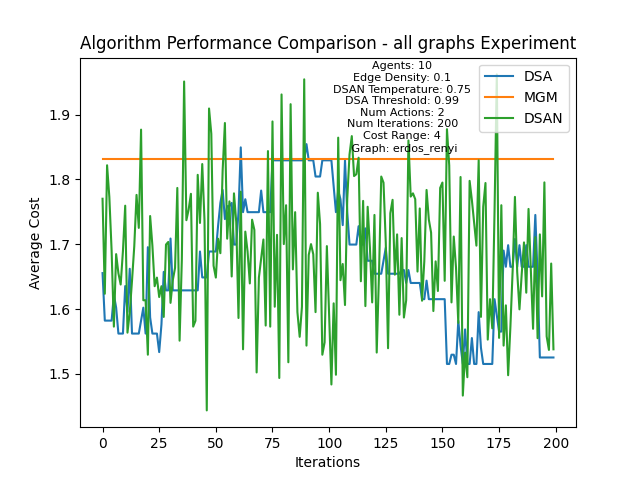 Algorithm Performance Comparison - all graphs Experiment
Agents: 10
Edge Density: 0.1
DSAN Temperature: 0.75
DSA Threshold: 0.99
Num Actions: 2
Num Iterations: 200
Cost Range: 4
Graph: erdos_renyi
DSA
MGM
DSAN
Average Cost
1.9
1.8
1.7
1.6
1.5
0
25
50
75
100
125
150
175
200
Iterations